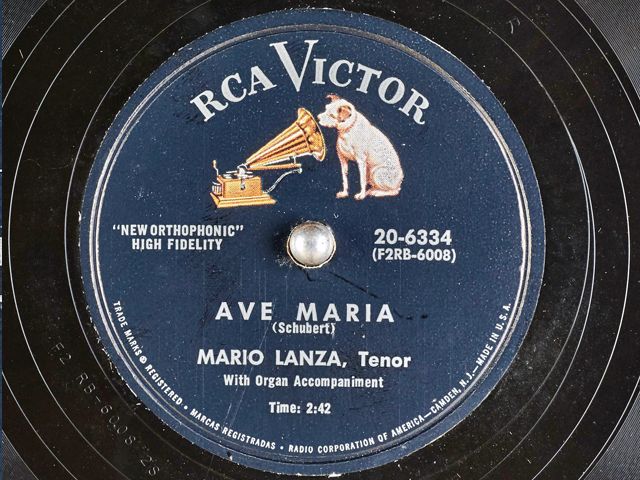 RCA VICTOR
"NEW ORTHOPHONIC"
HIGH FIDELITY
20-6334
(F2RB-6008)
AVE MARIA
(Schubert)
MARIO LANZA, Tenor
With Organ Accompaniment
Time: 2:42
TRADE MARKS ® REGISTERED • MARCAS REGISTRADAS • RADIO CORPORATION OF AMERICA—CAMDEN, N. J.—MADE IN U.S.A.